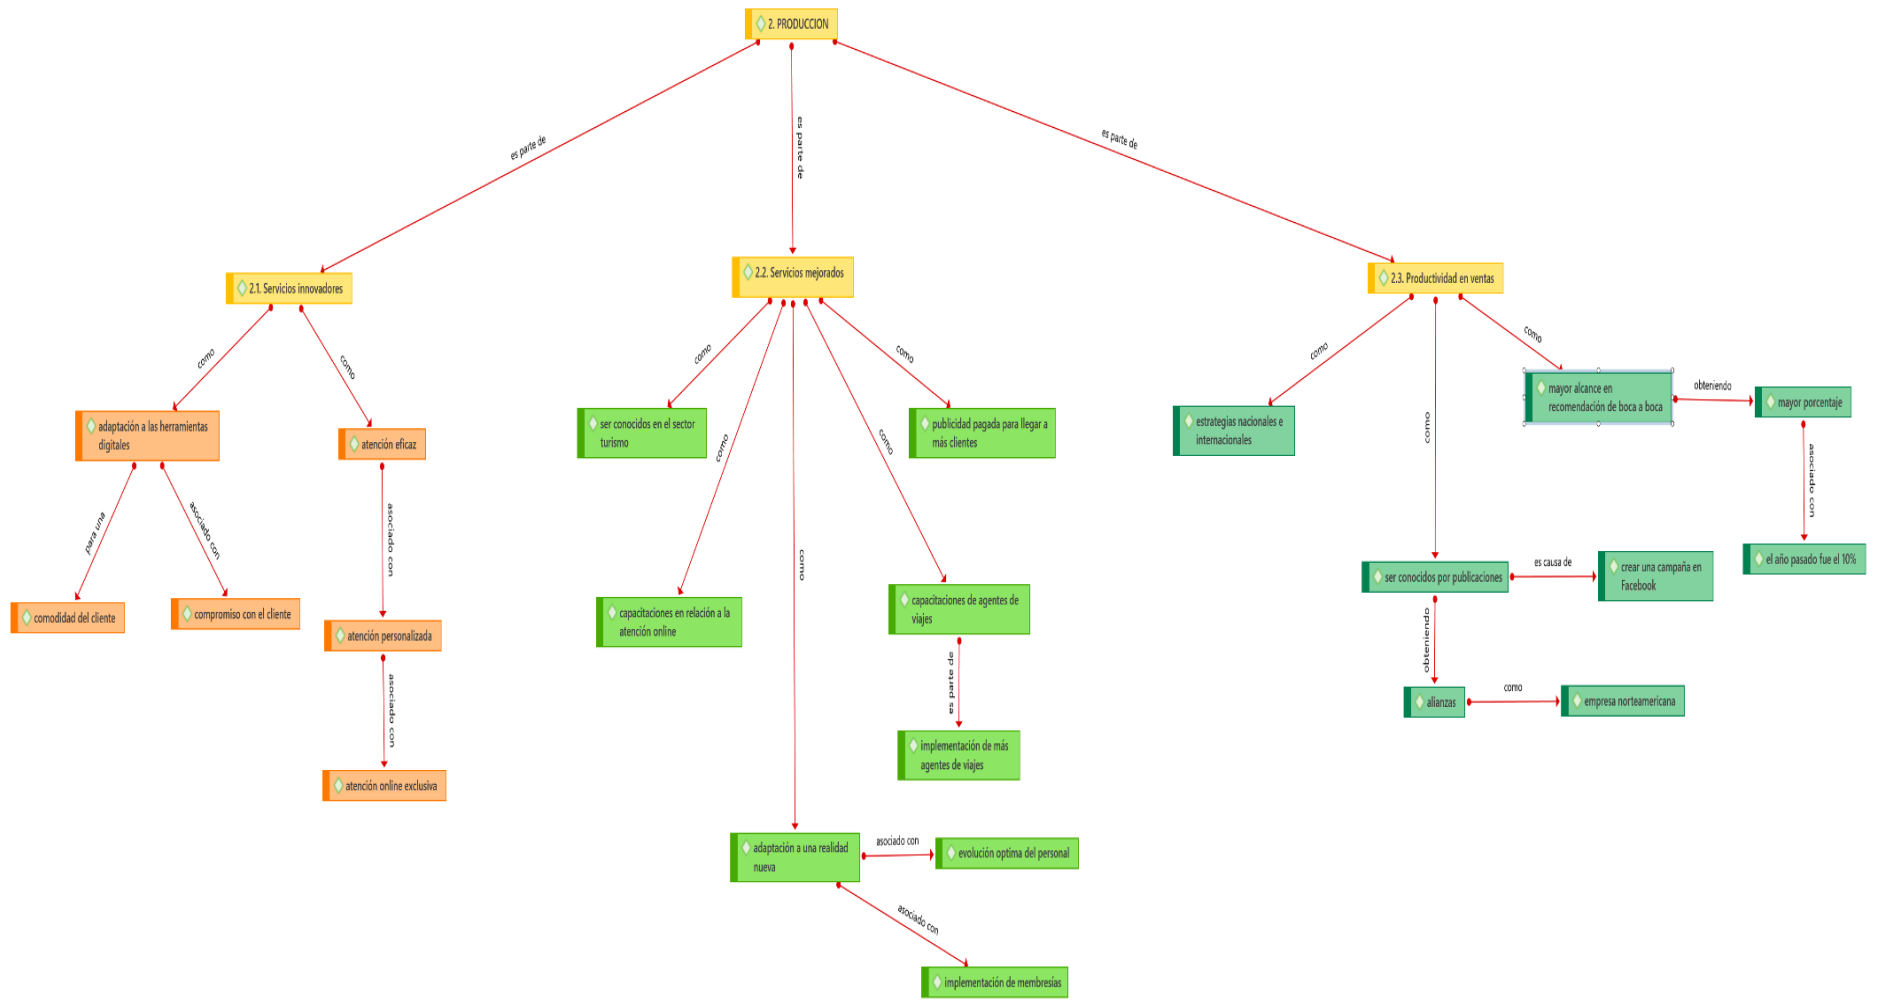 2. PRODUCCION
es parte de
es parte de
es parte de
2.1. Servicios innovadores
2.2. Servicios mejorados
2.3. Productividad en ventas
como
como
adaptación a las herramientas
digitales
atención eficaz
para una
asociado con
asociado con
comodidad del cliente
compromiso con el cliente
atención personalizada
asociado con
atención online exclusiva
como
como
como
como
como
ser conocidos en el sector
turismo
publicidad pagada para llegar a
más clientes
capacitaciones en relación a la
atención online
capacitaciones de agentes de
viajes
es parte de
implementación de más
agentes de viajes
adaptación a una realidad
nueva
asociado con
evolución optima del personal
asociado con
implementación de membresías
como
como
como
estrategias nacionales e
internacionales
mayor alcance en
recomendación de boca a boca
obteniendo
mayor porcentaje
asociado con
el año pasado fue el 10%
ser conocidos por publicaciones
es causa de
crear una campaña en
Facebook
obteniendo
alianzas
como
empresa norteamericana